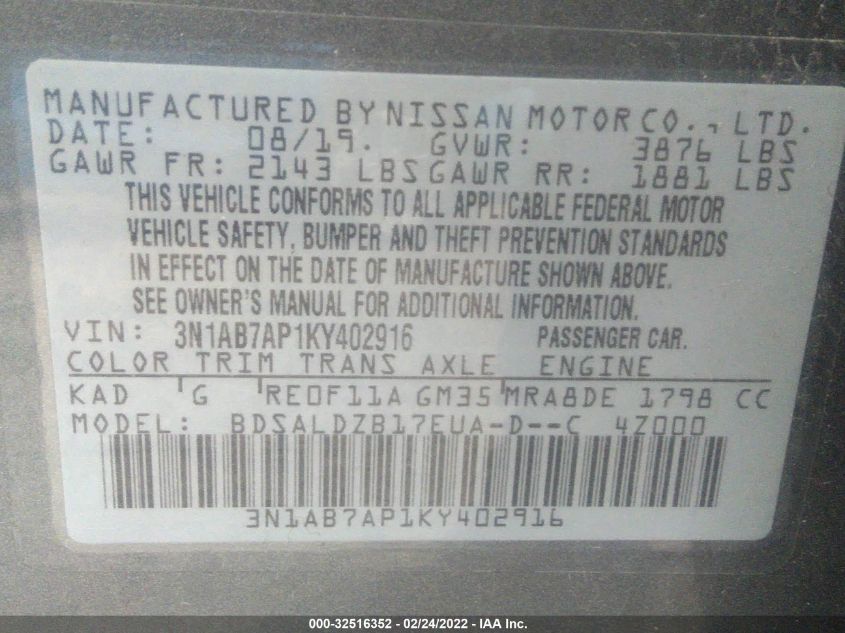 MANUFACTURED BY NISSAN MOTOR CO., LTD.
DATE: 08/19. GVWR: 3876 LBS
GAWR FR: 2143 LBS GAWR RR: 1881 LBS
THIS VEHICLE CONFORMS TO ALL APPLICABLE FEDERAL MOTOR
VEHICLE SAFETY, BUMPER AND THEFT PREVENTION STANDARDS
IN EFFECT ON THE DATE OF MANUFACTURE SHOWN ABOVE.
SEE OWNER'S MANUAL FOR ADDITIONAL INFORMATION.
VIN: 3N1AB7AP1KY402916 PASSENGER CAR.
COLOR TRIM TRANS AXLE ENGINE
KAD G RE0F11A GM35 MRA8DE 1798 CC
MODEL: BDSALDZB17EUA-D--C 4Z000
3N1AB7AP1KY402916
000-32516352 - 02/24/2022 - IAA Inc.